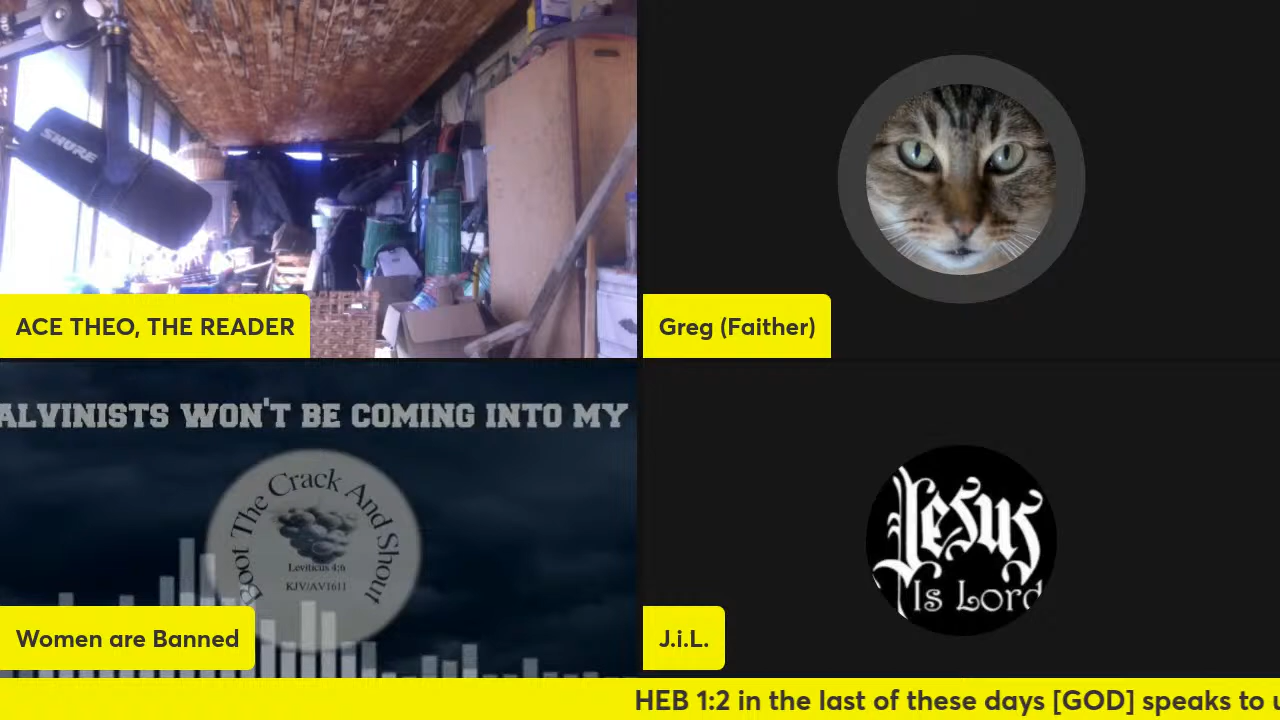 SHURE
ACE THEO, THE READER
Greg (Faither)
ALVINISTS WON'T BE COMING INTO MY
Boot The Crack And Shout
Leviticus 4;6
KJV/AV1611
Women are Banned
Jesus
Is Lord
J.i.L.
HEB 1:2 in the last of these days [GOD] speaks to u